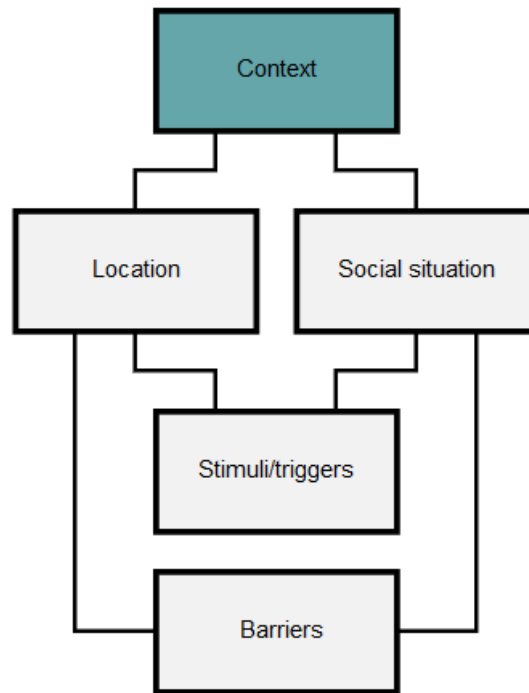 Context
Location
Social situation
Stimuli/triggers
Barriers